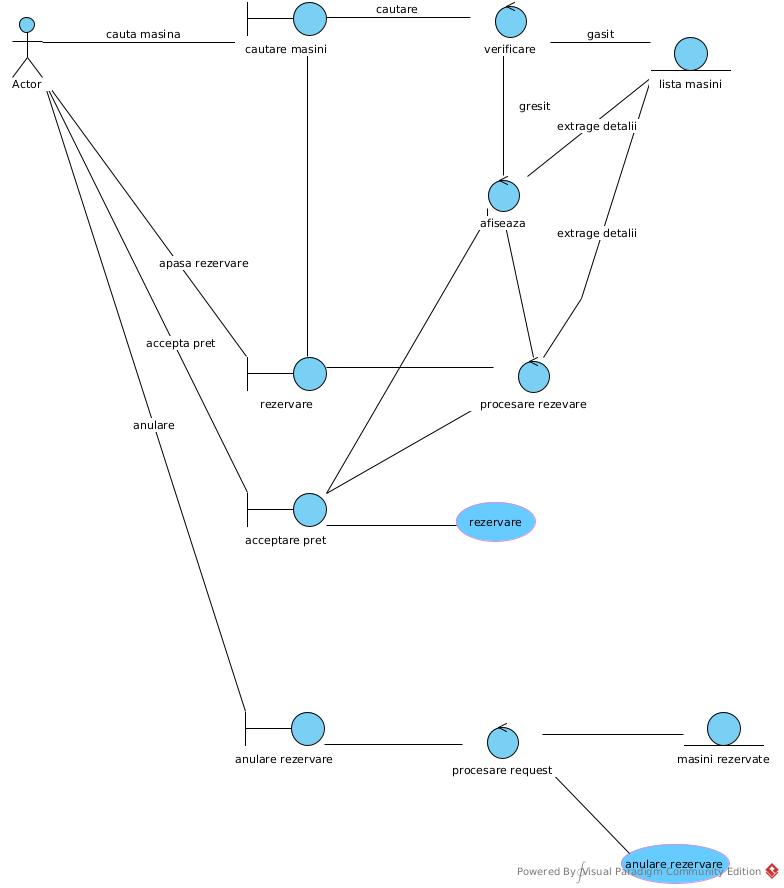 cautare
cauta masina
cautare masini
verificare
gasit
Actor
lista masini
gresit
extrage detalii
afiseaza
extrage detalii
apasa rezervare
accepta pret
rezervare
procesare rezevare
anulare
rezervare
acceptare pret
anulare rezervare
procesare request
masini rezervate
anulare rezervare
Powered By Visual Paradigm Community Edition